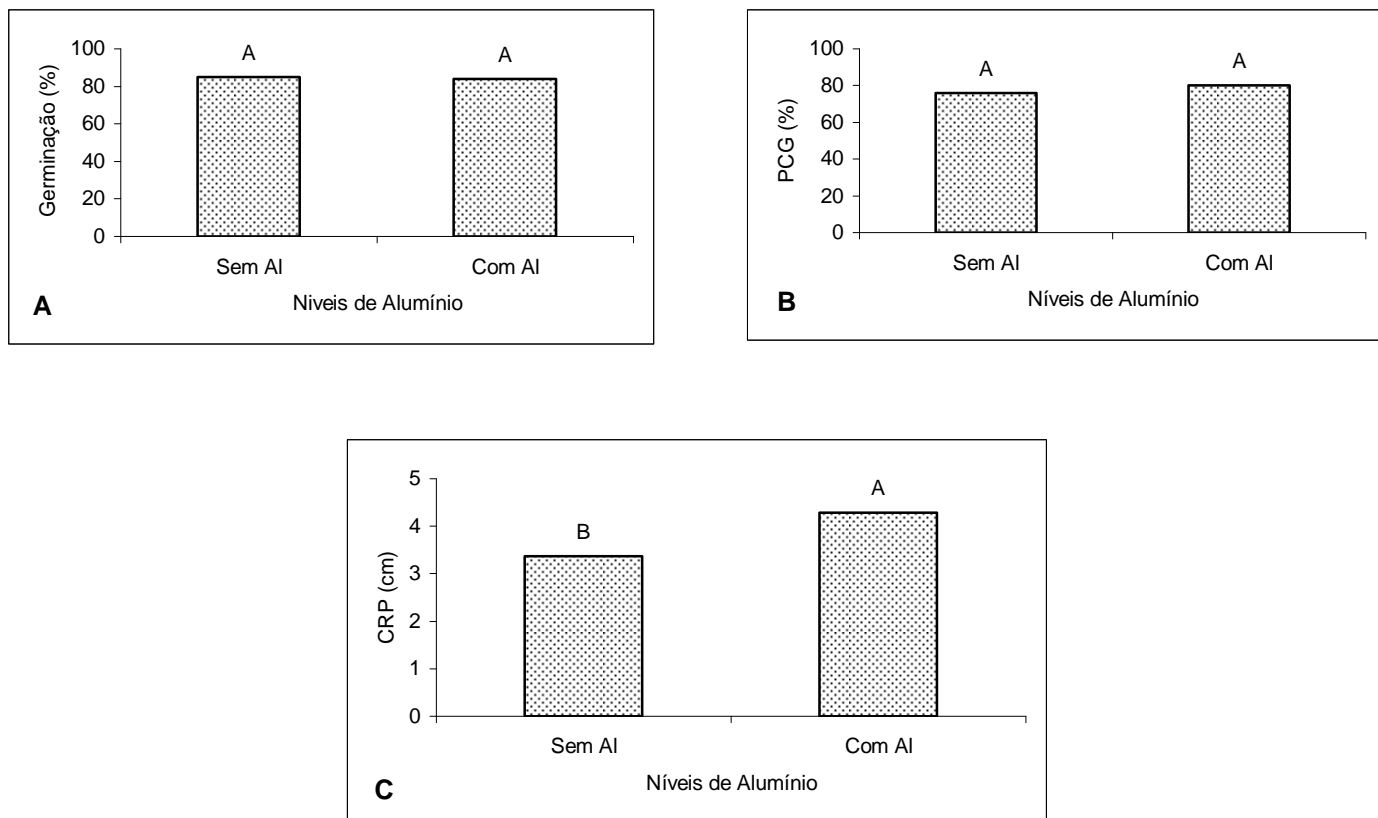 Germinação (%)
100
80
60
40
20
0
A
A
Sem Al
Com Al
Niveis de Alumínio
A
PCG (%)
100
80
60
40
20
0
A
A
Sem Al
Com Al
Níveis de Alumínio
B
CRP (cm)
5
4
3
2
1
0
B
A
Sem Al
Com Al
Níveis de Alumínio
C